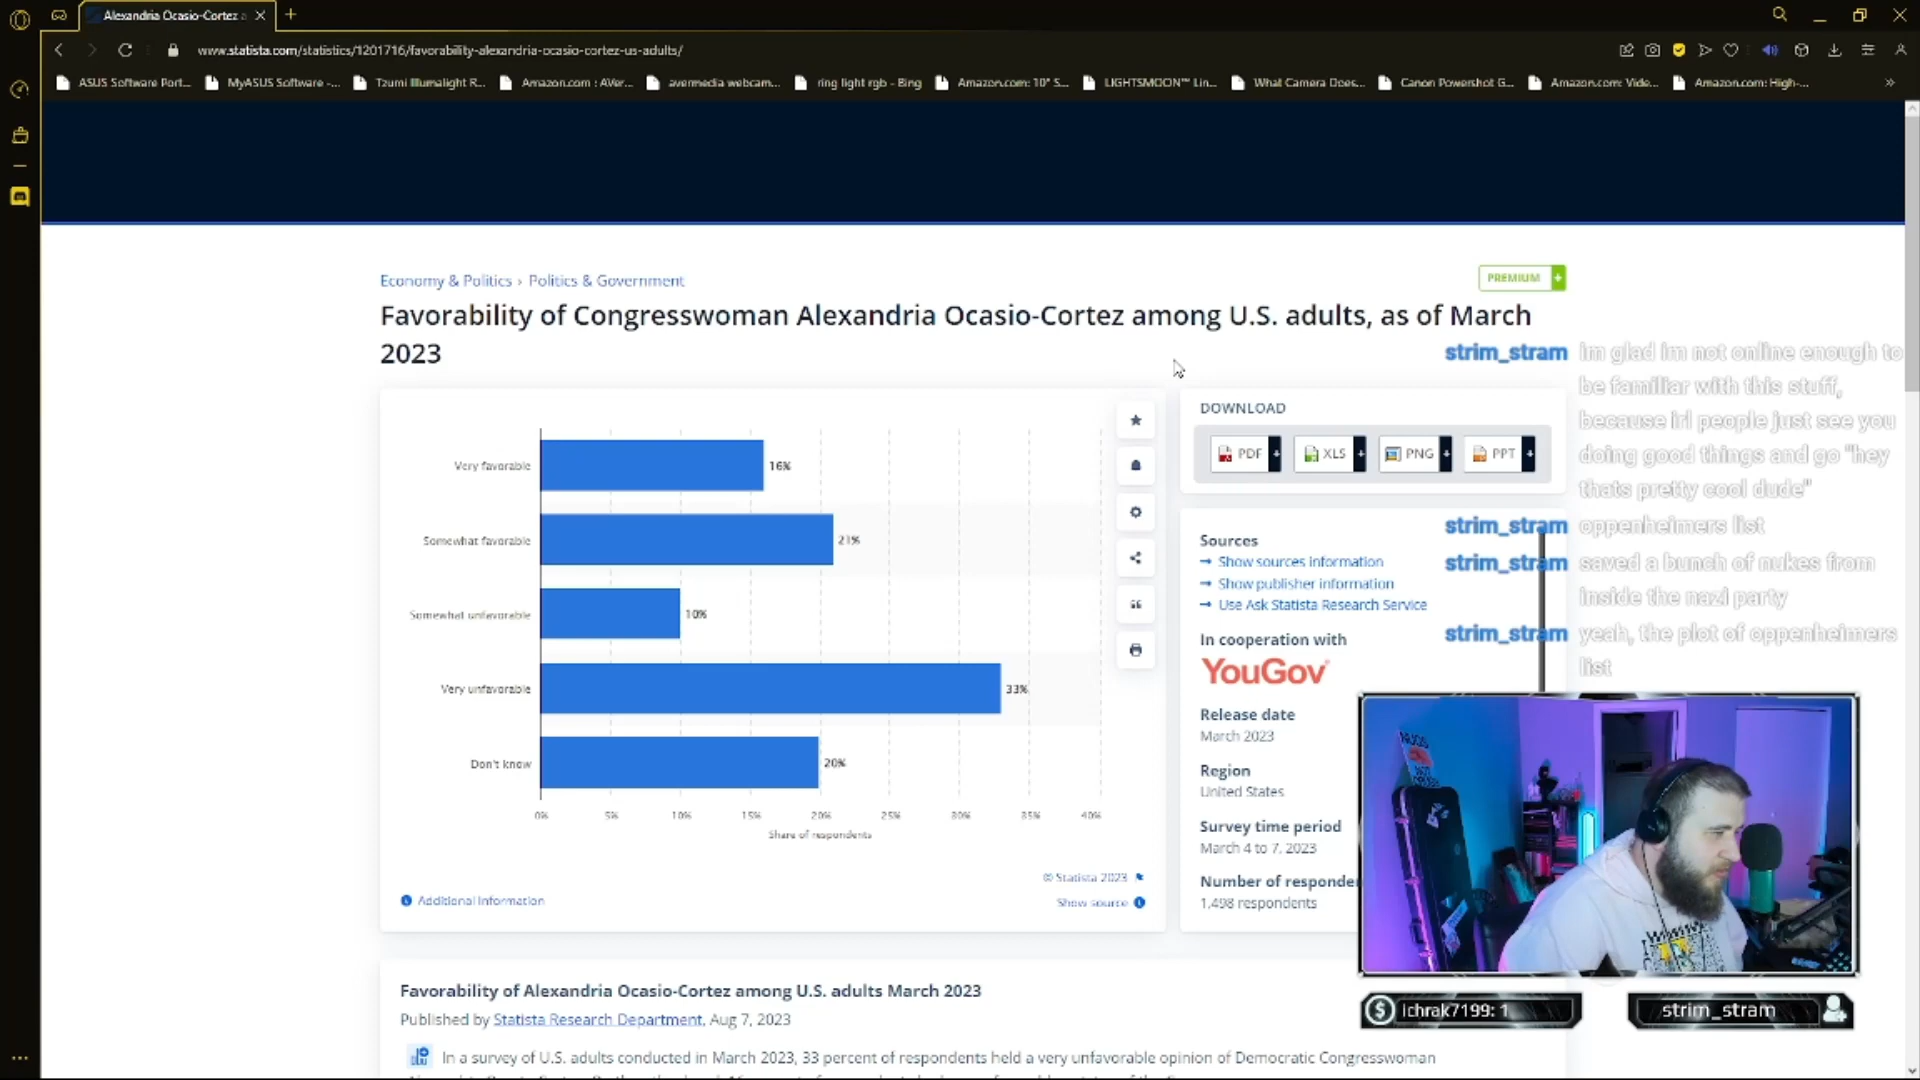 Alexandria Ocasio-Cortez a
www.statista.com/statistics/1201716/favorability-alexandria-ocasio-cortez-us-adults/
ASUS Software Port... MyASUS Software -... Tzumi Illumalight R... Amazon.com : AVer... avermedia webcam... ring light rgb - Bing Amazon.com: 10" S... LIGHTSMOON™ Lin... What Camera Does... Canon Powershot G... Amazon.com: Vide... Amazon.com: High-...
Economy & Politics › Politics & Government
PREMIUM +
Favorability of Congresswoman Alexandria Ocasio-Cortez among U.S. adults, as of March
2023
Very favorable 16%
Somewhat favorable 21%
Somewhat unfavorable 10%
Very unfavorable 33%
Don't know 20%
0% 5% 10% 15% 20% 25% 30% 35% 40%
Share of respondents
© Statista 2023
Additional Information
Show source
DOWNLOAD
PDF + XLS + PNG + PPT +
Sources
→ Show sources information
→ Show publisher information
→ Use Ask Statista Research Service
In cooperation with
YouGov
Release date
March 2023
Region
United States
Survey time period
March 4 to 7, 2023
Number of responde
1,498 respondents
strim_stram im glad im not online enough to
be familiar with this stuff,
because irl people just see you
doing good things and go "hey
thats pretty cool dude"
strim_stram oppenheimers list
strim_stram saved a bunch of nukes from
inside the nazi party
strim_stram yeah, the plot of oppenheimers
list
NUDS
NOT
lchrak7199: 1
strim_stram
Favorability of Alexandria Ocasio-Cortez among U.S. adults March 2023
Published by Statista Research Department, Aug 7, 2023
In a survey of U.S. adults conducted in March 2023, 33 percent of respondents held a very unfavorable opinion of Democratic Congresswoman